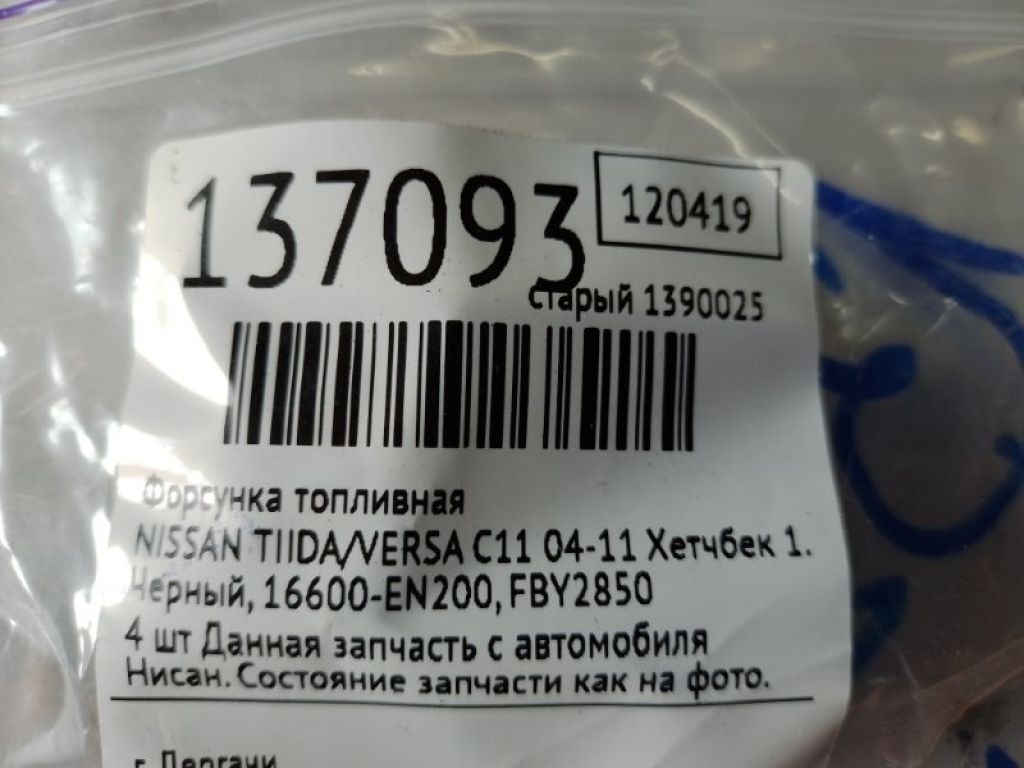 137093
120419
старый 1390025
Форсунка топливная
NISSAN TIIDA/VERSA C11 04-11 Хетчбек 1.
Черный, 16600-EN200, FBY2850
4 шт Данная запчасть с автомобиля
Нисан. Состояние запчасти как на фото.
г. Дергачи